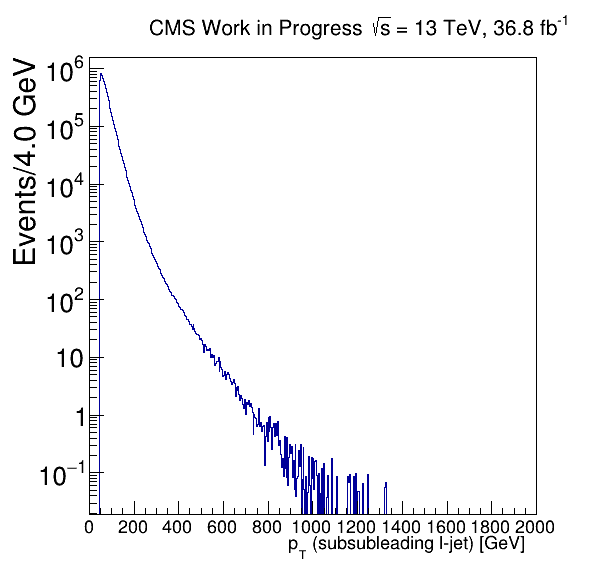 CMS Work in Progress √s = 13 TeV, 36.8 fb⁻¹
Events/4.0 GeV
10⁶
10⁵
10⁴
10³
10²
10
1
10⁻¹
0 200 400 600 800 1000 1200 1400 1600 1800 2000
p_T (subsubleading l-jet) [GeV]